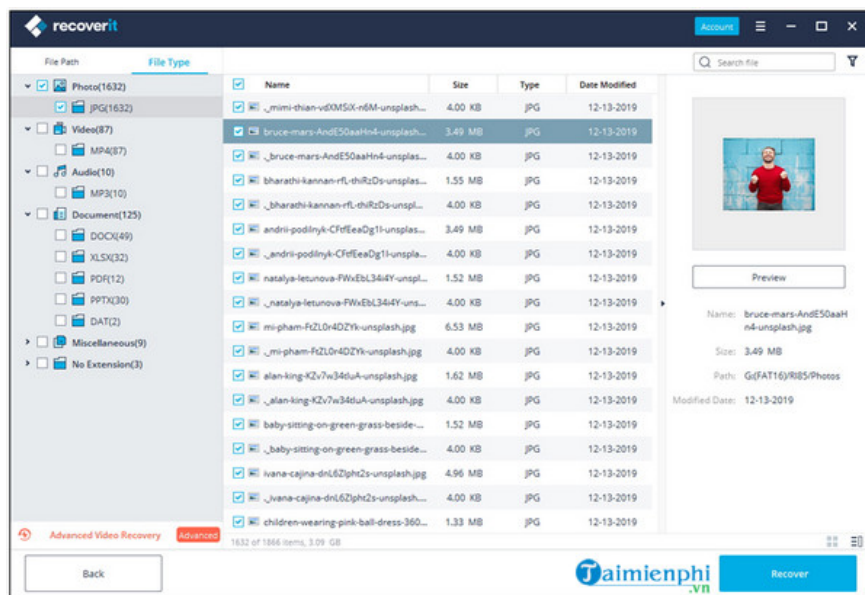 recoverit
Account
File Path
File Type
Search file
Photo(1632)
JPG(1632)
Video(87)
MP4(87)
Audio(10)
MP3(10)
Document(125)
DOCX(49)
XLSX(32)
PDF(12)
PPTX(30)
DAT(2)
Miscellaneous(9)
No Extension(3)
Advanced Video Recovery
Advanced
Name Size Type Date Modified
._mimi-thian-vdXMSiX-n6M-unsplash... 4.00 KB JPG 12-13-2019
bruce-mars-AndE50aaHn4-unsplash... 3.49 MB JPG 12-13-2019
._bruce-mars-AndE50aaHn4-unsplas... 4.00 KB JPG 12-13-2019
bharathi-kannan-rfL-thiRzDs-unsplas... 1.55 MB JPG 12-13-2019
._bharathi-kannan-rfL-thiRzDs-unspl... 4.00 KB JPG 12-13-2019
andrii-podilnyk-CFtfEeaDg1I-unsplas... 3.49 MB JPG 12-13-2019
._andrii-podilnyk-CFtfEeaDg1I-unspla... 4.00 KB JPG 12-13-2019
natalya-letunova-FWxEbL34i4Y-unspl... 1.52 MB JPG 12-13-2019
._natalya-letunova-FWxEbL34i4Y-uns... 4.00 KB JPG 12-13-2019
mi-pham-FtZL0r4DZYk-unsplash.jpg 6.53 MB JPG 12-13-2019
._mi-pham-FtZL0r4DZYk-unsplash.jpg 4.00 KB JPG 12-13-2019
alan-king-KZv7w34tluA-unsplash.jpg 1.62 MB JPG 12-13-2019
._alan-king-KZv7w34tluA-unsplash.jpg 4.00 KB JPG 12-13-2019
baby-sitting-on-green-grass-beside-... 1.52 MB JPG 12-13-2019
._baby-sitting-on-green-grass-beside... 4.00 KB JPG 12-13-2019
ivana-cajina-dnL6ZIpht2s-unsplash.jpg 4.96 MB JPG 12-13-2019
._ivana-cajina-dnL6ZIpht2s-unsplash.... 4.00 KB JPG 12-13-2019
children-wearing-pink-ball-dress-360... 1.33 MB JPG 12-13-2019
1632 of 1866 items, 3.09 GB
Preview
Name: bruce-mars-AndE50aaH
n4-unsplash.jpg
Size: 3.49 MB
Path: G:(FAT16)/RI85/Photos
Modified Date: 12-13-2019
Back
Taimienphi
.vn
Recover